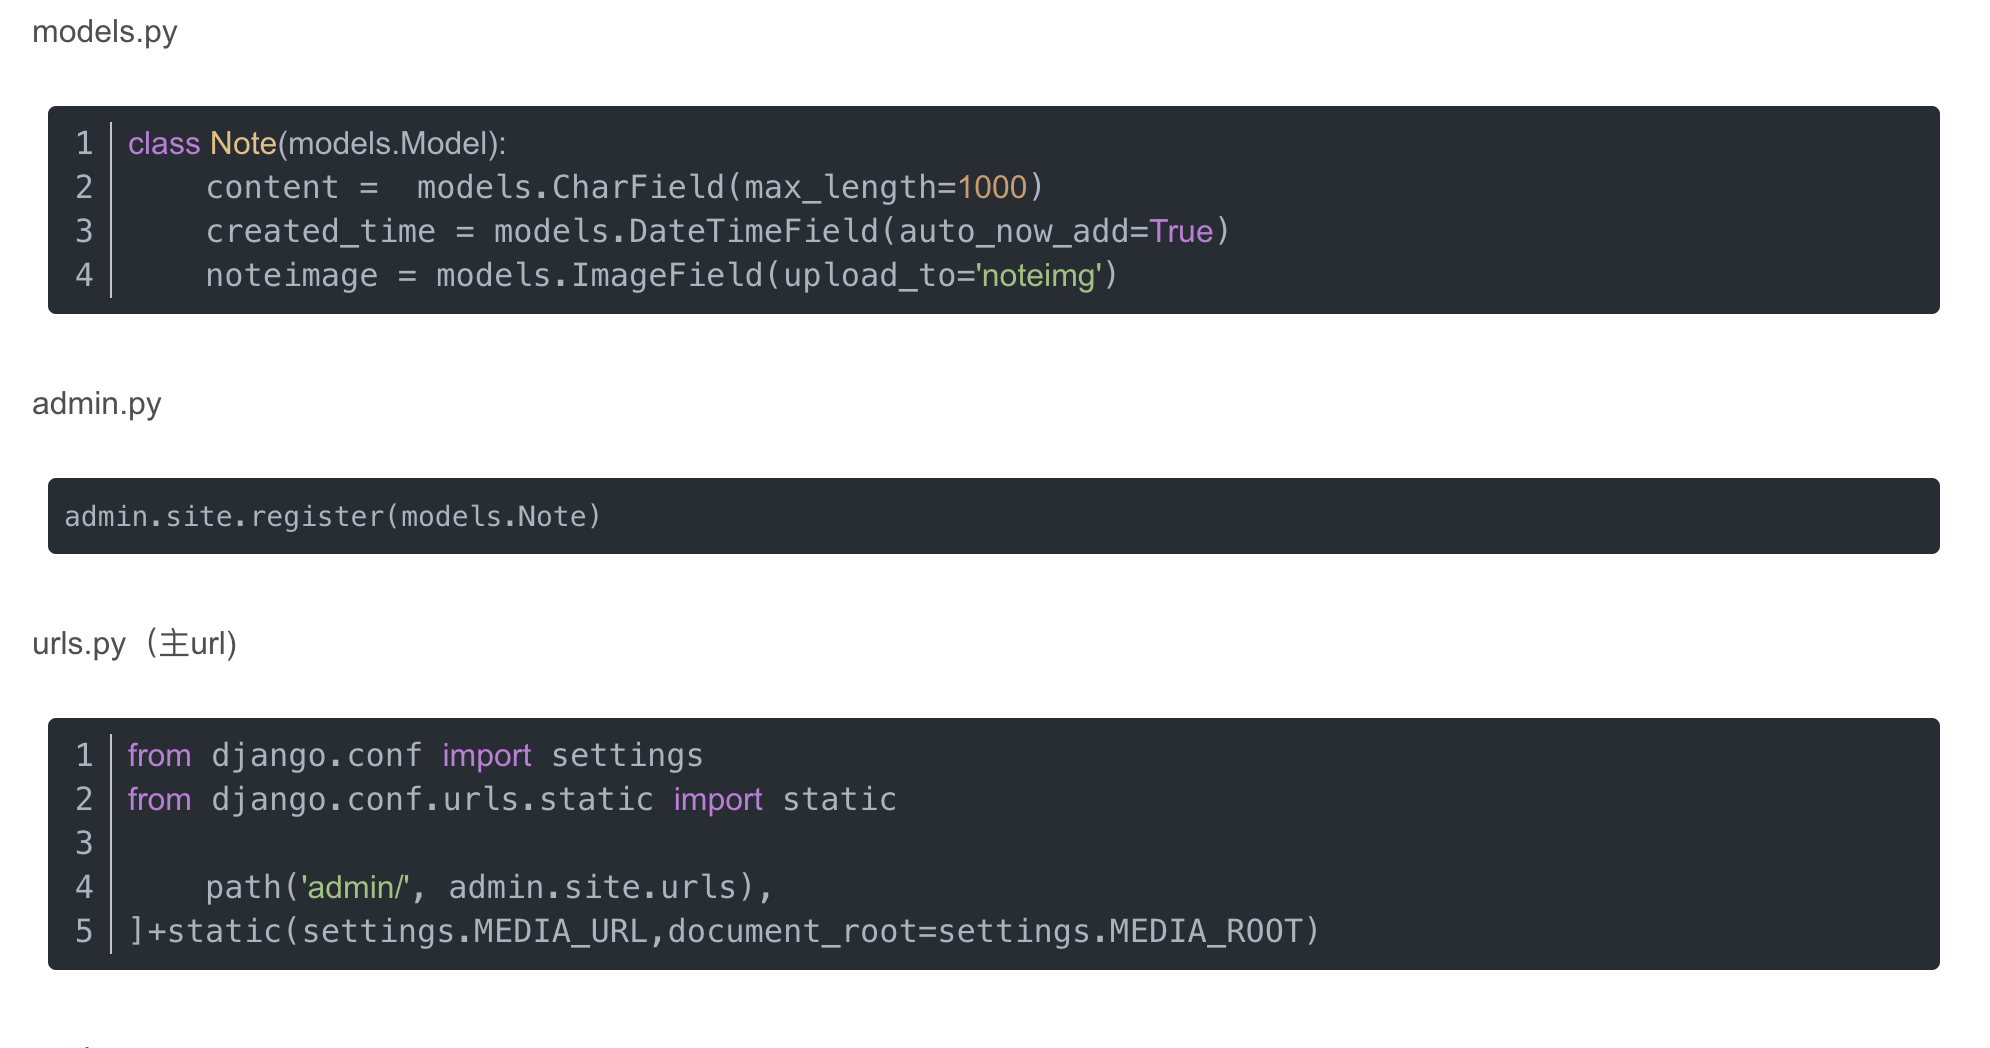 models.py
1 class Note(models.Model):
2     content =  models.CharField(max_length=1000)
3     created_time = models.DateTimeField(auto_now_add=True)
4     noteimage = models.ImageField(upload_to='noteimg')
admin.py
admin.site.register(models.Note)
urls.py（主url)
1 from django.conf import settings
2 from django.conf.urls.static import static
3
4     path('admin/', admin.site.urls),
5 ]+static(settings.MEDIA_URL,document_root=settings.MEDIA_ROOT)